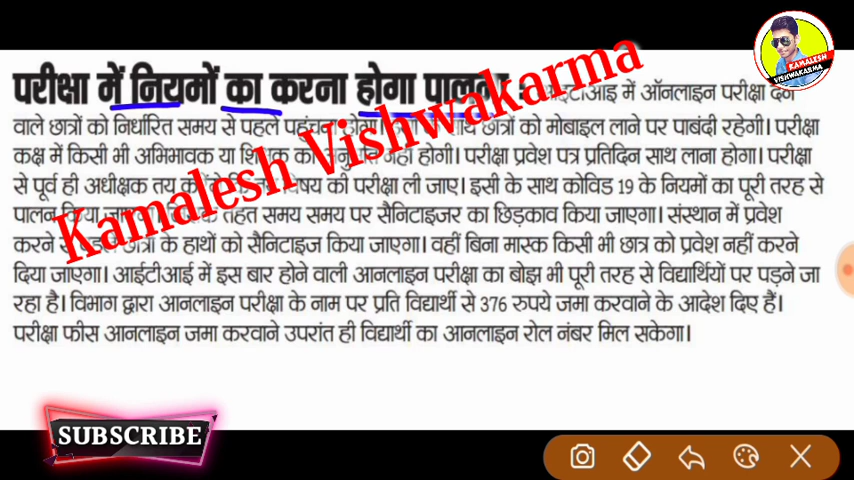 परीक्षा में नियमों का करना होगा पालन : आईटीआइ में ऑनलाइन परीक्षा देने
वाले छात्रों को निर्धारित समय से पहले पहुंचना होगा। साथ छात्रों को मोबाइल लाने पर पाबंदी रहेगी। परीक्षा
कक्ष में किसी भी अभिभावक या शिक्षक को अनुमति नहीं होगी। परीक्षा प्रवेश पत्र प्रतिदिन साथ लाना होगा। परीक्षा
से पूर्व ही अधीक्षक तय विषय की परीक्षा ली जाए। इसी के साथ कोविड 19 के नियमों का पूरी तरह से
पालन किया तहत समय समय पर सैनिटाइजर का छिड़काव किया जाएगा। संस्थान में प्रवेश
करने से छात्रों के हाथों को सैनिटाइज किया जाएगा। वहीं बिना मास्क किसी भी छात्र को प्रवेश नहीं करने
दिया जाएगा। आईटीआई में इस बार होने वाली आनलाइन परीक्षा का बोझ भी पूरी तरह से विद्यार्थियों पर पड़ने जा
रहा है। विभाग द्वारा आनलाइन परीक्षा के नाम पर प्रति विद्यार्थी से 376 रुपये जमा करवाने के आदेश दिए हैं।
परीक्षा फीस आनलाइन जमा करवाने उपरांत ही विद्यार्थी का आनलाइन रोल नंबर मिल सकेगा।
Kamalesh Vishwakarma
KAMALESH
VISHWAKARMA
SUBSCRIBE